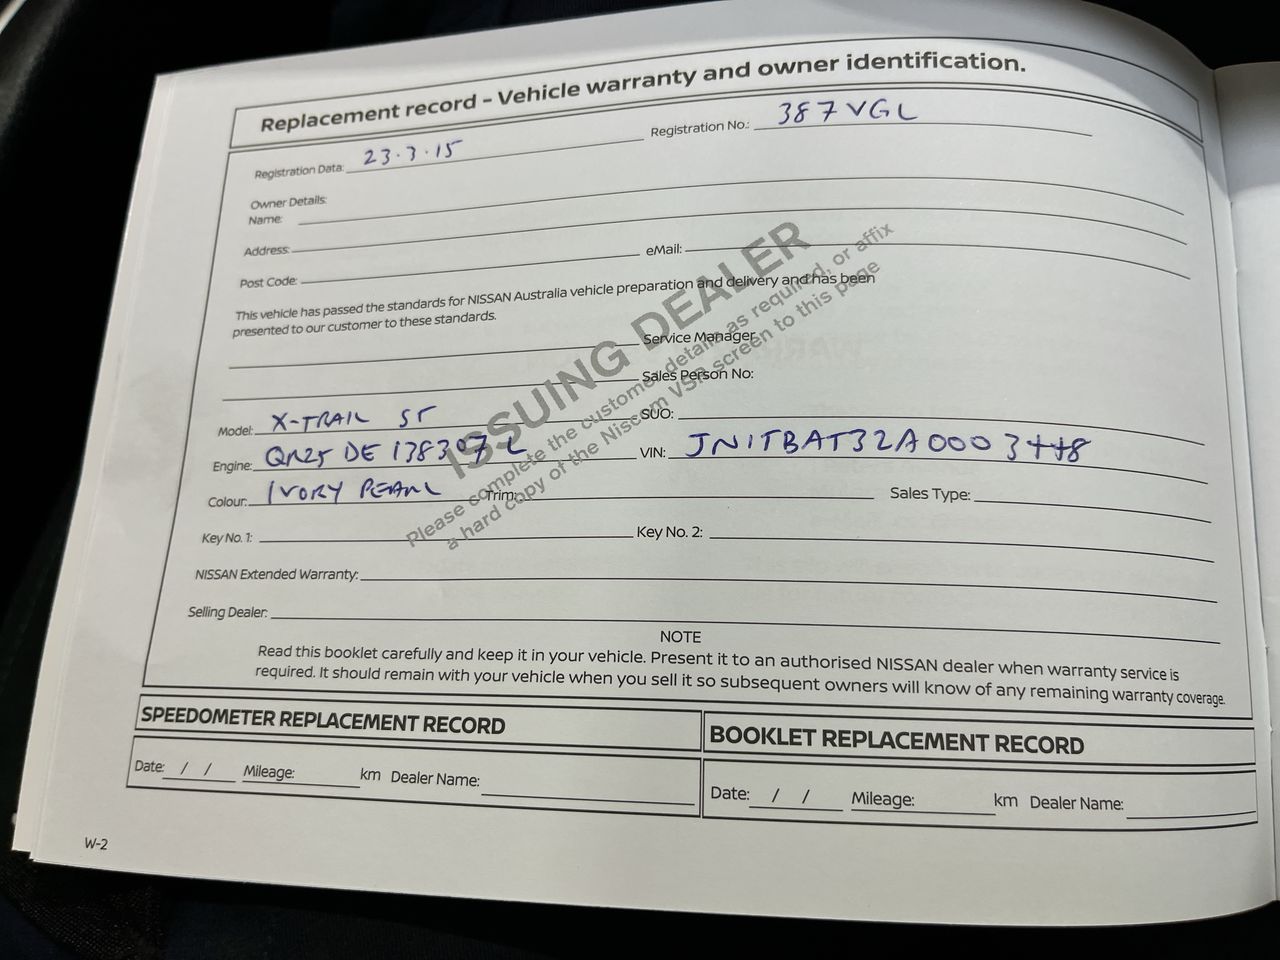 Replacement record - Vehicle warranty and owner identification.
Registration Data: 23.3.15 Registration No.: 387VGL
Owner Details:
Name:
Address: eMail:
Post Code:
This vehicle has passed the standards for NISSAN Australia vehicle preparation and delivery and has been
presented to our customer to these standards.
Service Manager
Sales Person No:
ISSUING DEALER
Please complete the customer details as required, or affix
a hard copy of the Niscom VSR screen to this page
Model: X-TRAIL ST SUO:
Engine: QR25 DE 138307 L VIN: JN1TBAT32A0003448
Colour: IVORY PEARL Trim: Sales Type:
Key No. 1: Key No. 2:
NISSAN Extended Warranty:
Selling Dealer:
NOTE
Read this booklet carefully and keep it in your vehicle. Present it to an authorised NISSAN dealer when warranty service is
required. It should remain with your vehicle when you sell it so subsequent owners will know of any remaining warranty coverage.
SPEEDOMETER REPLACEMENT RECORD
Date: / / Mileage: km Dealer Name:
BOOKLET REPLACEMENT RECORD
Date: / / Mileage: km Dealer Name:
W-2